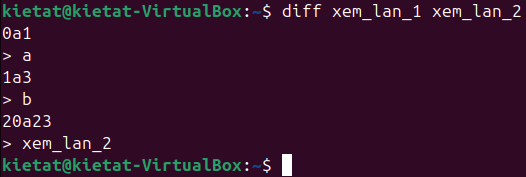 kietat@kietat-VirtualBox:~$ diff xem_lan_1 xem_lan_2
0a1
> a
1a3
> b
20a23
> xem_lan_2
kietat@kietat-VirtualBox:~$